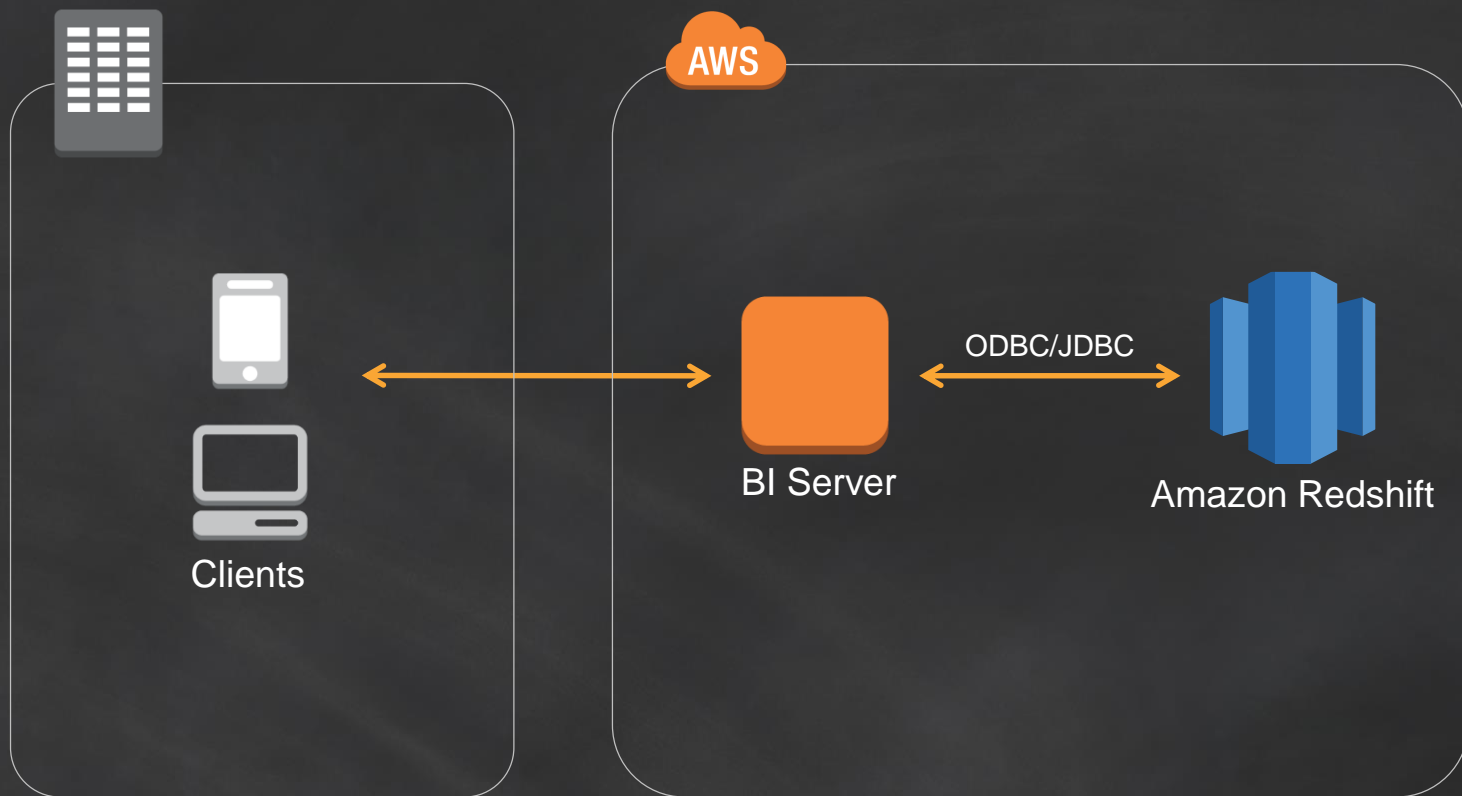 AWS
ODBC/JDBC
BI Server
Amazon Redshift
Clients